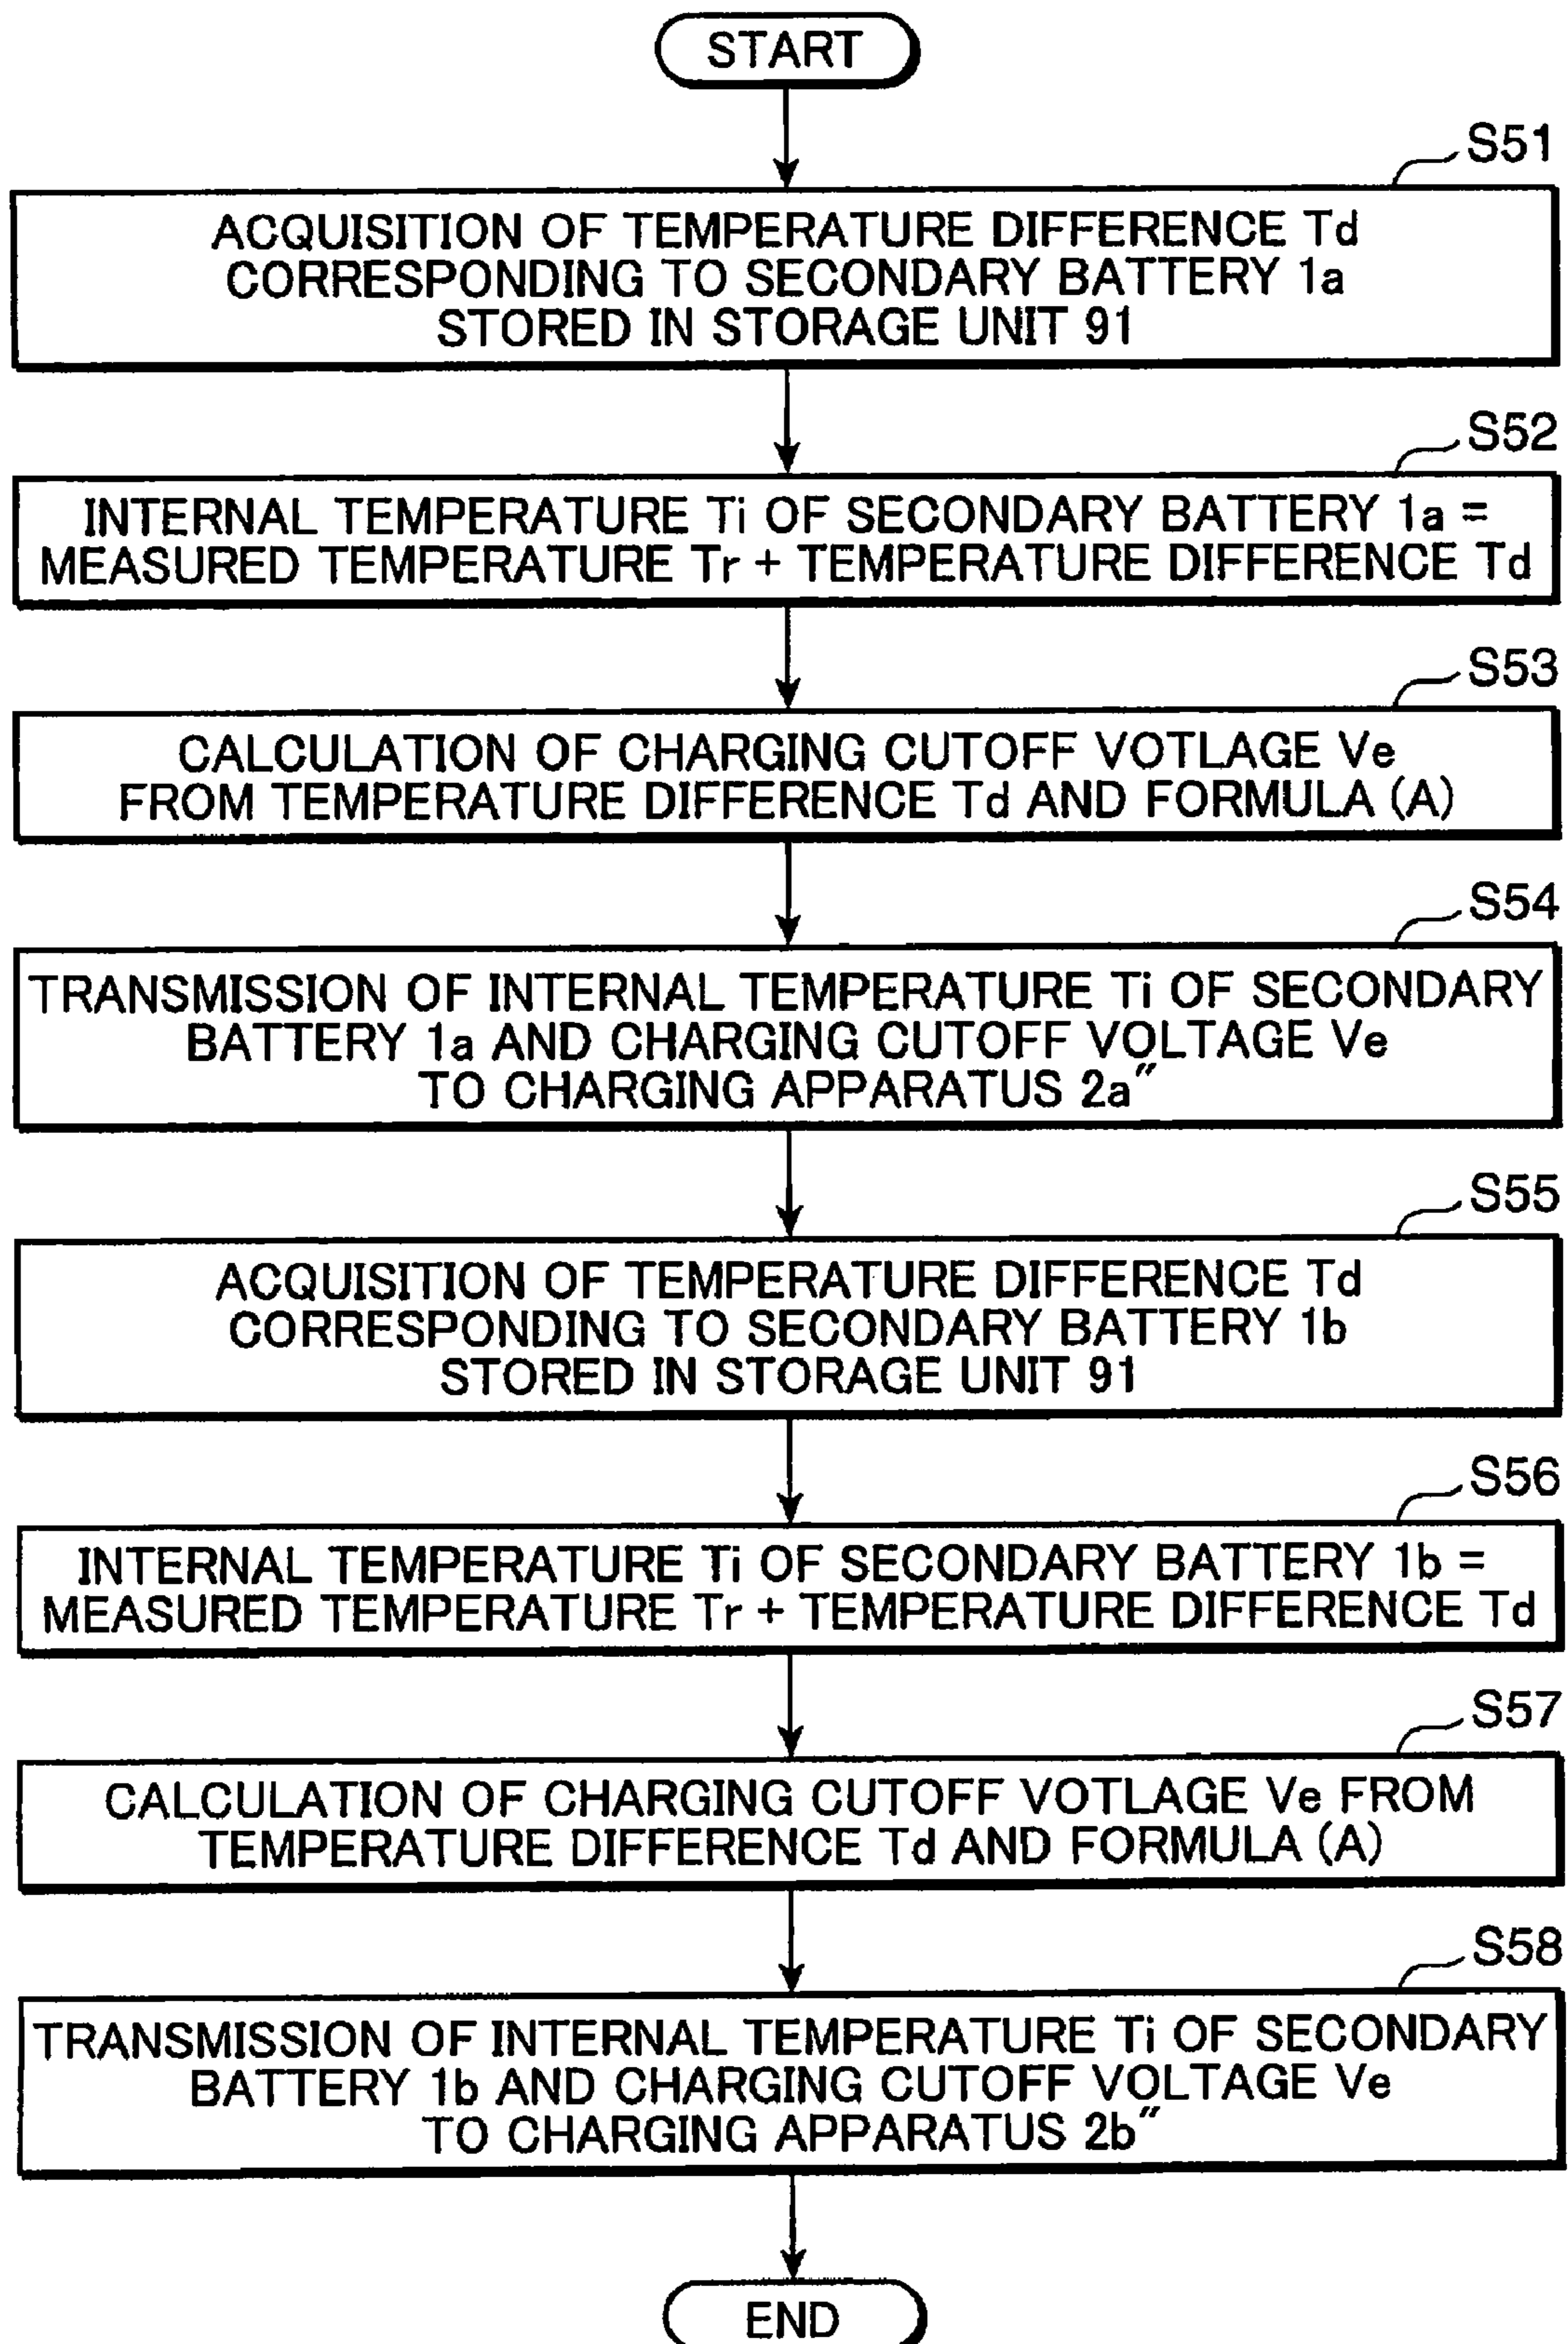 START
S51
ACQUISITION OF TEMPERATURE DIFFERENCE Td
CORRESPONDING TO SECONDARY BATTERY 1a
STORED IN STORAGE UNIT 91
S52
INTERNAL TEMPERATURE Ti OF SECONDARY BATTERY 1a =
MEASURED TEMPERATURE Tr + TEMPERATURE DIFFERENCE Td
S53
CALCULATION OF CHARGING CUTOFF VOTLAGE Ve
FROM TEMPERATURE DIFFERENCE Td AND FORMULA (A)
S54
TRANSMISSION OF INTERNAL TEMPERATURE Ti OF SECONDARY
BATTERY 1a AND CHARGING CUTOFF VOLTAGE Ve
TO CHARGING APPARATUS 2a″
S55
ACQUISITION OF TEMPERATURE DIFFERENCE Td
CORRESPONDING TO SECONDARY BATTERY 1b
STORED IN STORAGE UNIT 91
S56
INTERNAL TEMPERATURE Ti OF SECONDARY BATTERY 1b =
MEASURED TEMPERATURE Tr + TEMPERATURE DIFFERENCE Td
S57
CALCULATION OF CHARGING CUTOFF VOTLAGE Ve FROM
TEMPERATURE DIFFERENCE Td AND FORMULA (A)
S58
TRANSMISSION OF INTERNAL TEMPERATURE Ti OF SECONDARY
BATTERY 1b AND CHARGING CUTOFF VOLTAGE Ve
TO CHARGING APPARATUS 2b″
END